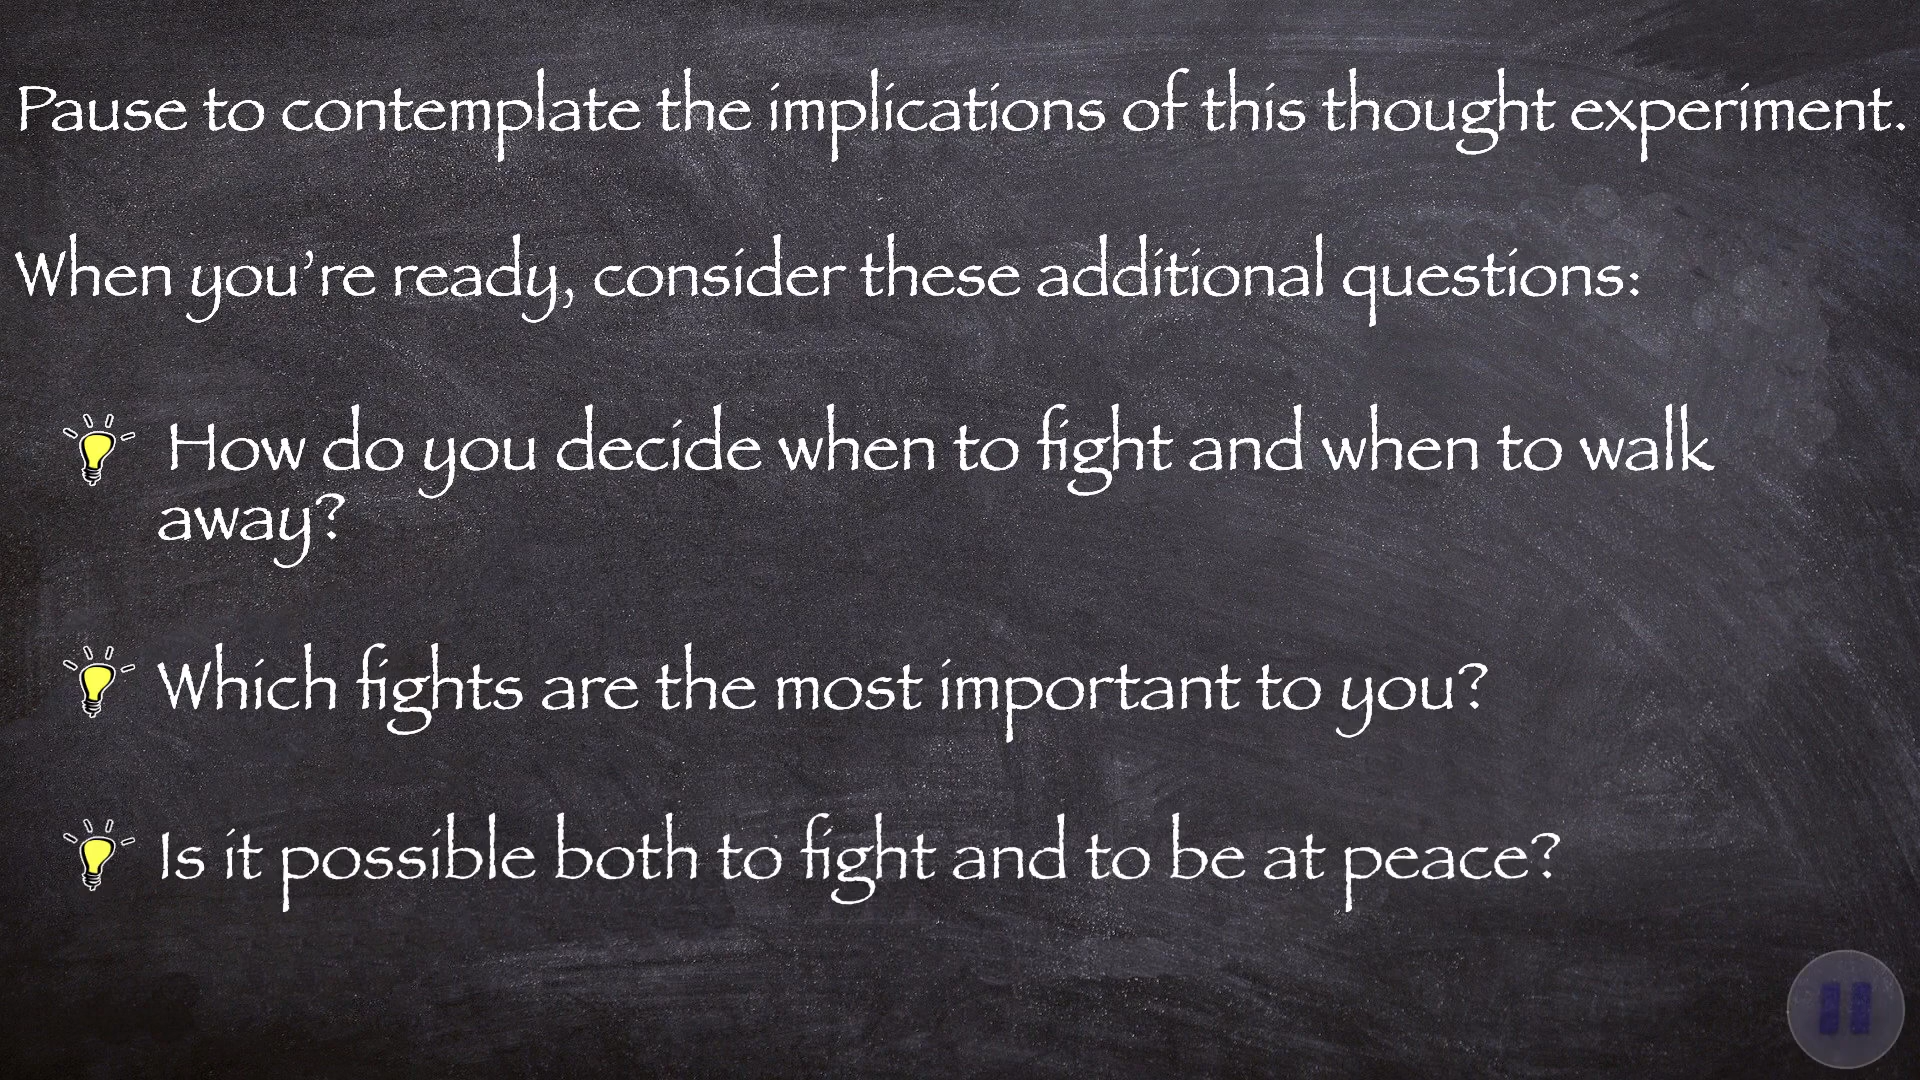 Pause to contemplate the implications of this thought experiment.
When you’re ready, consider these additional questions:
How do you decide when to fight and when to walk
away?
Which fights are the most important to you?
Is it possible both to fight and to be at peace?